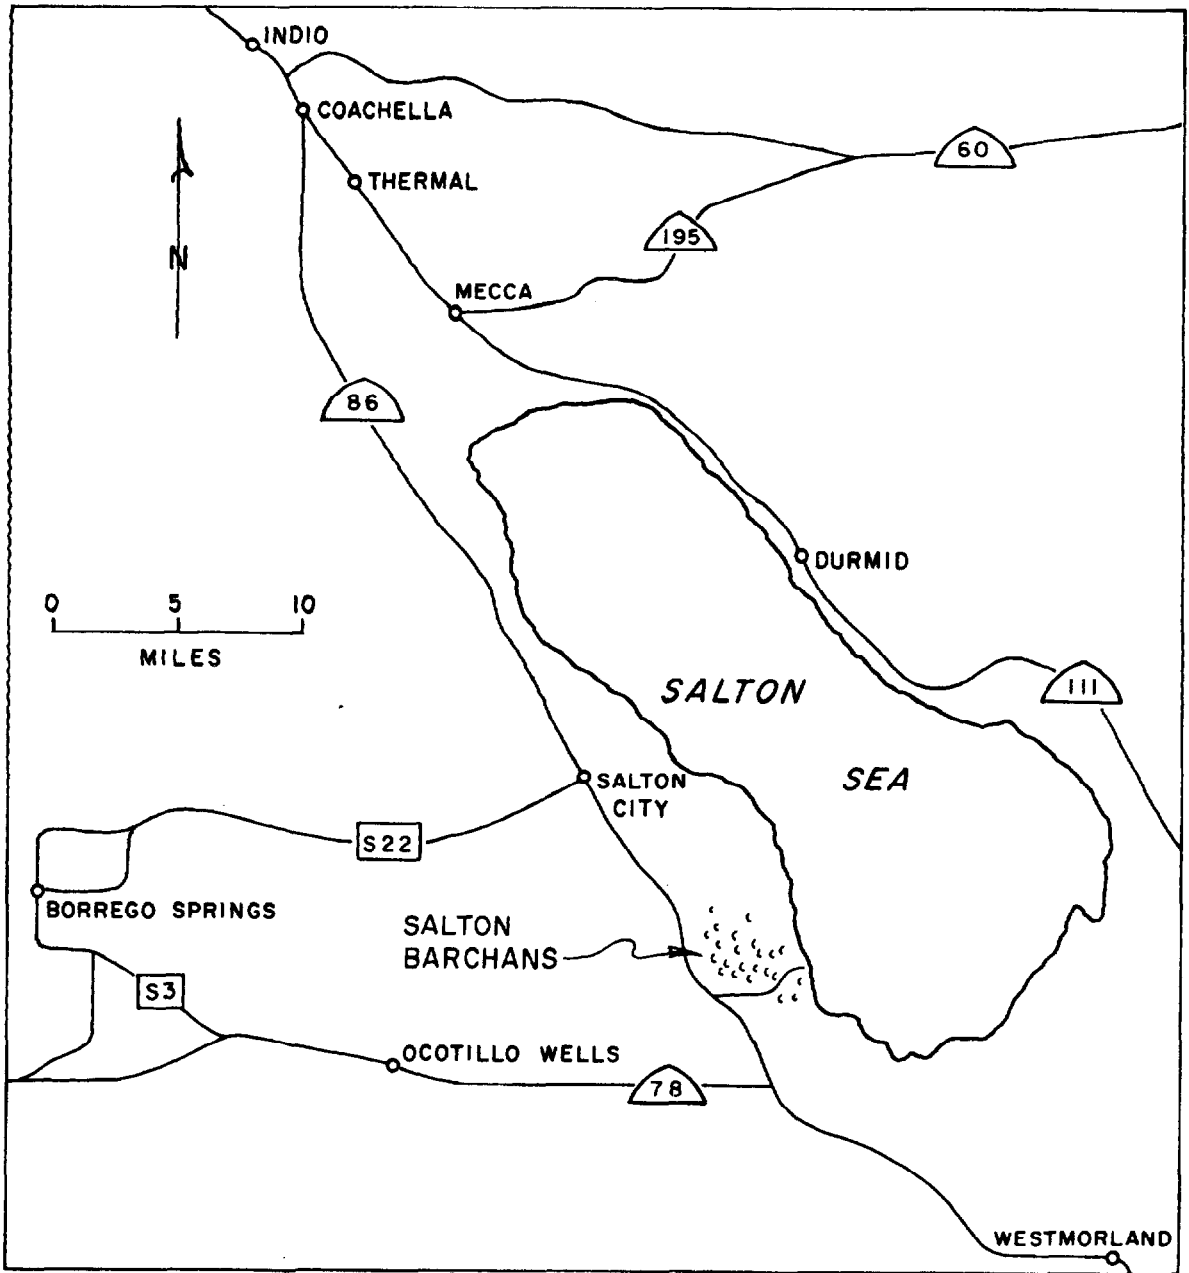 INDIO
COACHELLA
60
THERMAL
195
N
MECCA
86
DURMID
0 5 10
MILES
SALTON
111
SEA
SALTON
CITY
S22
BORREGO SPRINGS
SALTON
BARCHANS
S3
OCOTILLO WELLS
78
WESTMORLAND